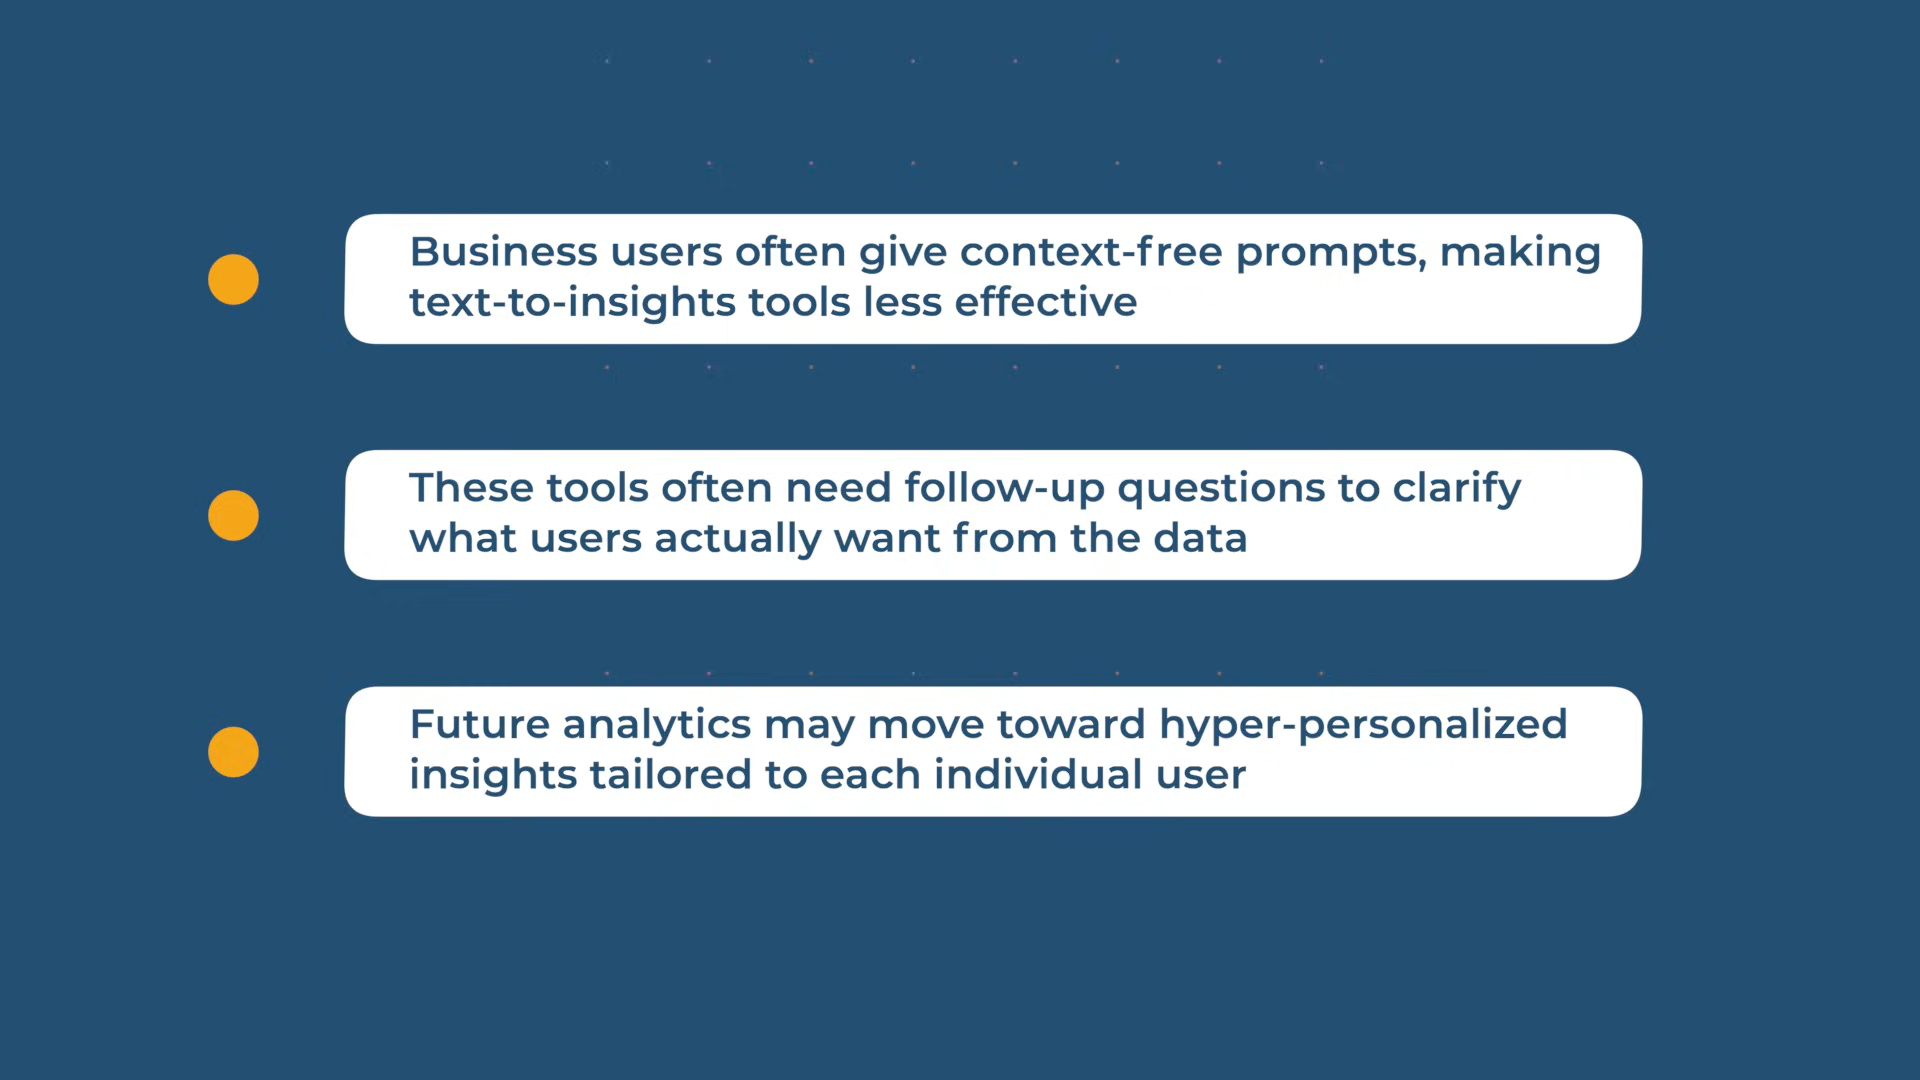 Business users often give context-free prompts, making
text-to-insights tools less effective
These tools often need follow-up questions to clarify
what users actually want from the data
Future analytics may move toward hyper-personalized
insights tailored to each individual user